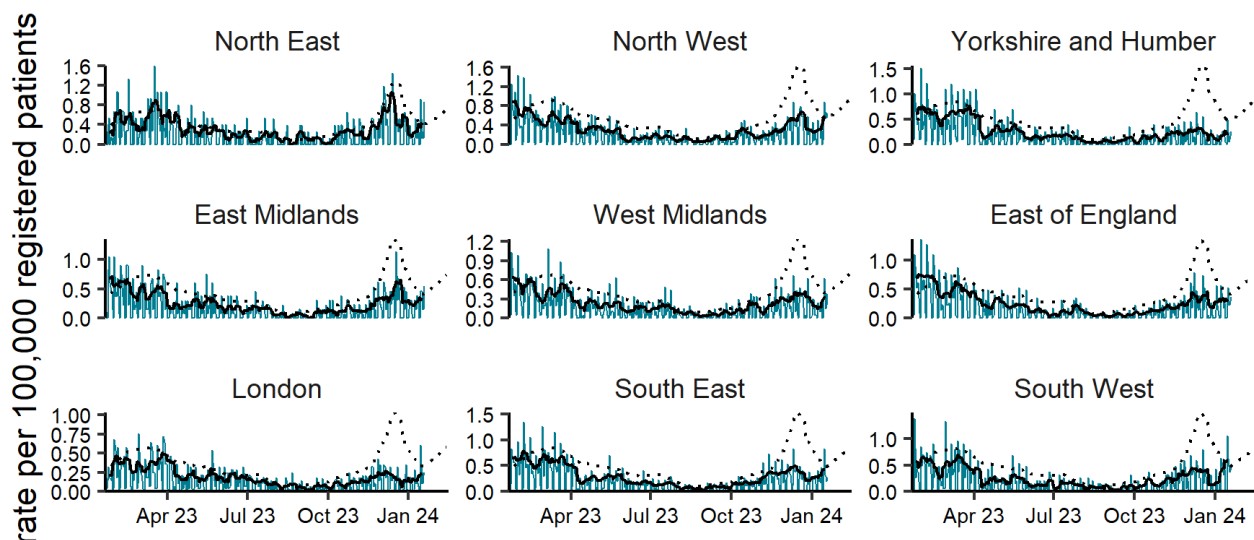 rate per 100,000 registered patients
North East
North West
Yorkshire and Humber
1.6
1.2
0.8
0.4
0.0
1.6
1.2
0.8
0.4
0.0
1.5
1.0
0.5
0.0
East Midlands
West Midlands
East of England
1.0
0.5
0.0
1.2
0.9
0.6
0.3
0.0
1.0
0.5
0.0
London
South East
South West
1.00
0.75
0.50
0.25
0.00
1.5
1.0
0.5
0.0
1.0
0.5
0.0
Apr 23 Jul 23 Oct 23 Jan 24
Apr 23 Jul 23 Oct 23 Jan 24
Apr 23 Jul 23 Oct 23 Jan 24